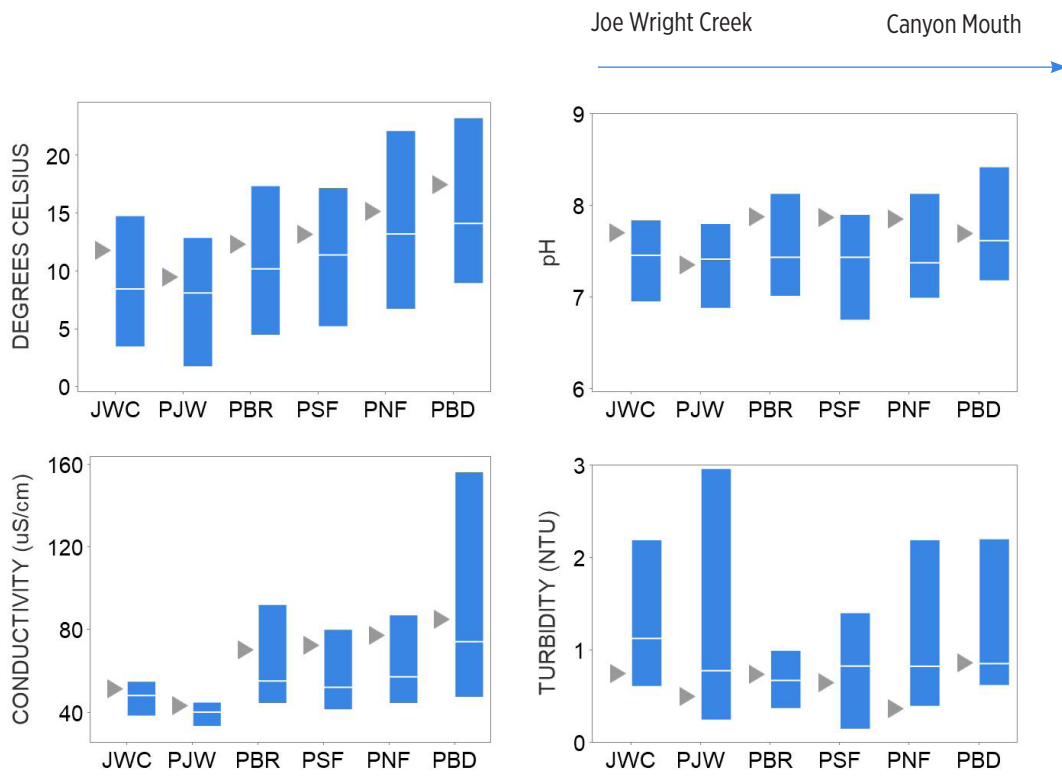 Joe Wright Creek
Canyon Mouth
DEGREES CELSIUS
20
15
10
5
0
JWC PJW PBR PSF PNF PBD
pH
9
8
7
6
JWC PJW PBR PSF PNF PBD
CONDUCTIVITY (uS/cm)
160
120
80
40
JWC PJW PBR PSF PNF PBD
TURBIDITY (NTU)
3
2
1
0
JWC PJW PBR PSF PNF PBD